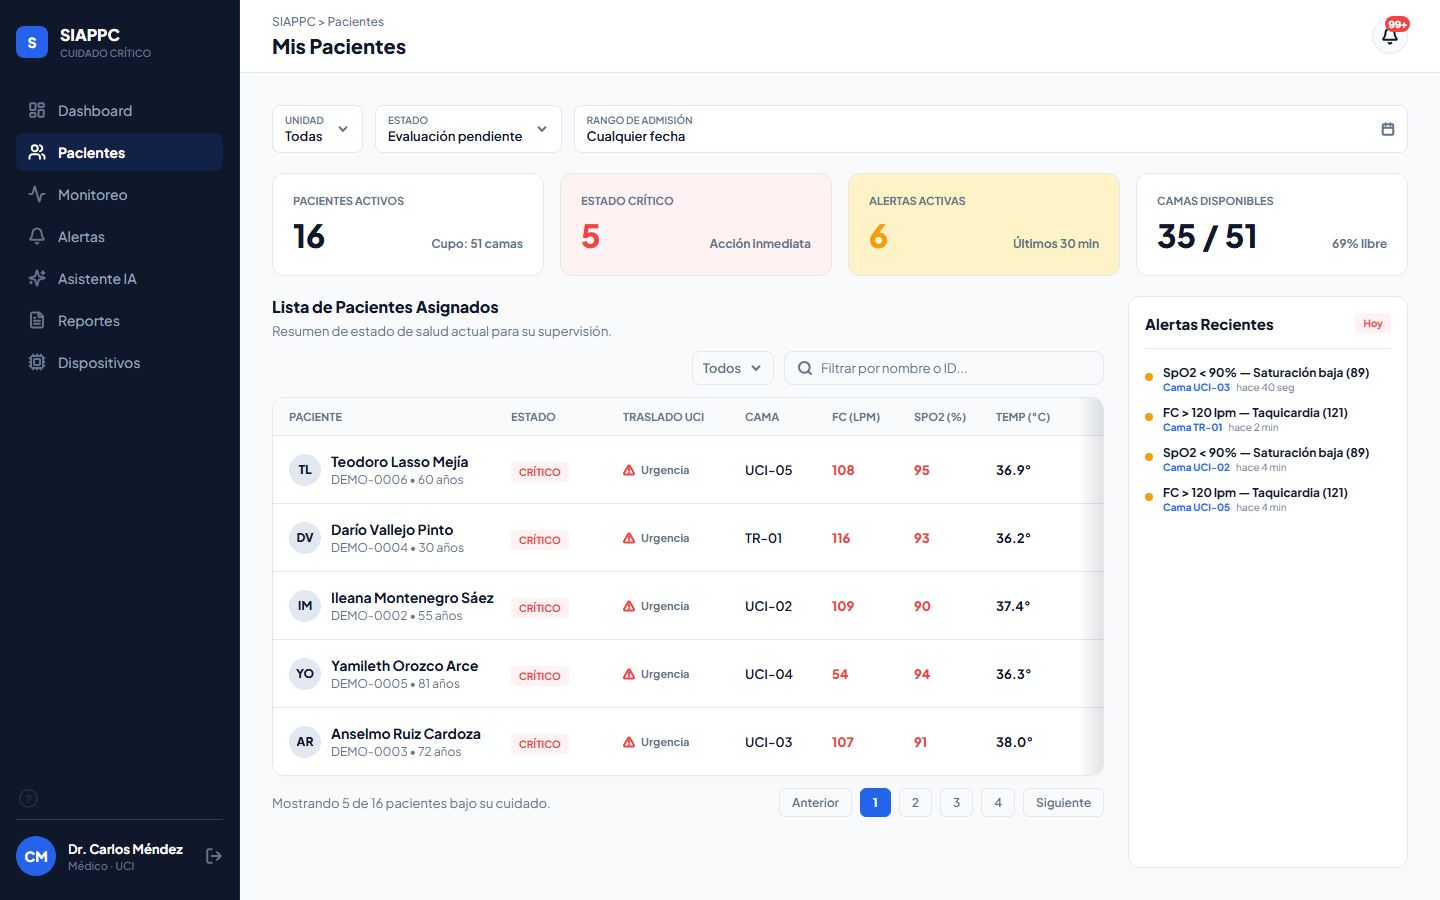 S
SIAPPC
CUIDADO CRÍTICO
Dashboard
Pacientes
Monitoreo
Alertas
Asistente IA
Reportes
Dispositivos
?
CM
Dr. Carlos Méndez
Médico · UCI
SIAPPC > Pacientes
Mis Pacientes
99+
UNIDAD
Todas
ESTADO
Evaluación pendiente
RANGO DE ADMISIÓN
Cualquier fecha
PACIENTES ACTIVOS
16
Cupo: 51 camas
ESTADO CRÍTICO
5
Acción inmediata
ALERTAS ACTIVAS
6
Últimos 30 min
CAMAS DISPONIBLES
35 / 51
69% libre
Lista de Pacientes Asignados
Resumen de estado de salud actual para su supervisión.
Todos
Filtrar por nombre o ID...
PACIENTE ESTADO TRASLADO UCI CAMA FC (LPM) SPO2 (%) TEMP (°C)
TL Teodoro Lasso Mejía CRÍTICO Urgencia UCI-05 108 95 36.9°
DEMO-0006 • 60 años
DV Darío Vallejo Pinto CRÍTICO Urgencia TR-01 116 93 36.2°
DEMO-0004 • 30 años
IM Ileana Montenegro Sáez CRÍTICO Urgencia UCI-02 109 90 37.4°
DEMO-0002 • 55 años
YO Yamileth Orozco Arce CRÍTICO Urgencia UCI-04 54 94 36.3°
DEMO-0005 • 81 años
AR Anselmo Ruiz Cardoza CRÍTICO Urgencia UCI-03 107 91 38.0°
DEMO-0003 • 72 años
Mostrando 5 de 16 pacientes bajo su cuidado.
Anterior 1 2 3 4 Siguiente
Alertas Recientes
Hoy
SpO2 < 90% — Saturación baja (89)
Cama UCI-03 hace 40 seg
FC > 120 lpm — Taquicardia (121)
Cama TR-01 hace 2 min
SpO2 < 90% — Saturación baja (89)
Cama UCI-02 hace 4 min
FC > 120 lpm — Taquicardia (121)
Cama UCI-05 hace 4 min